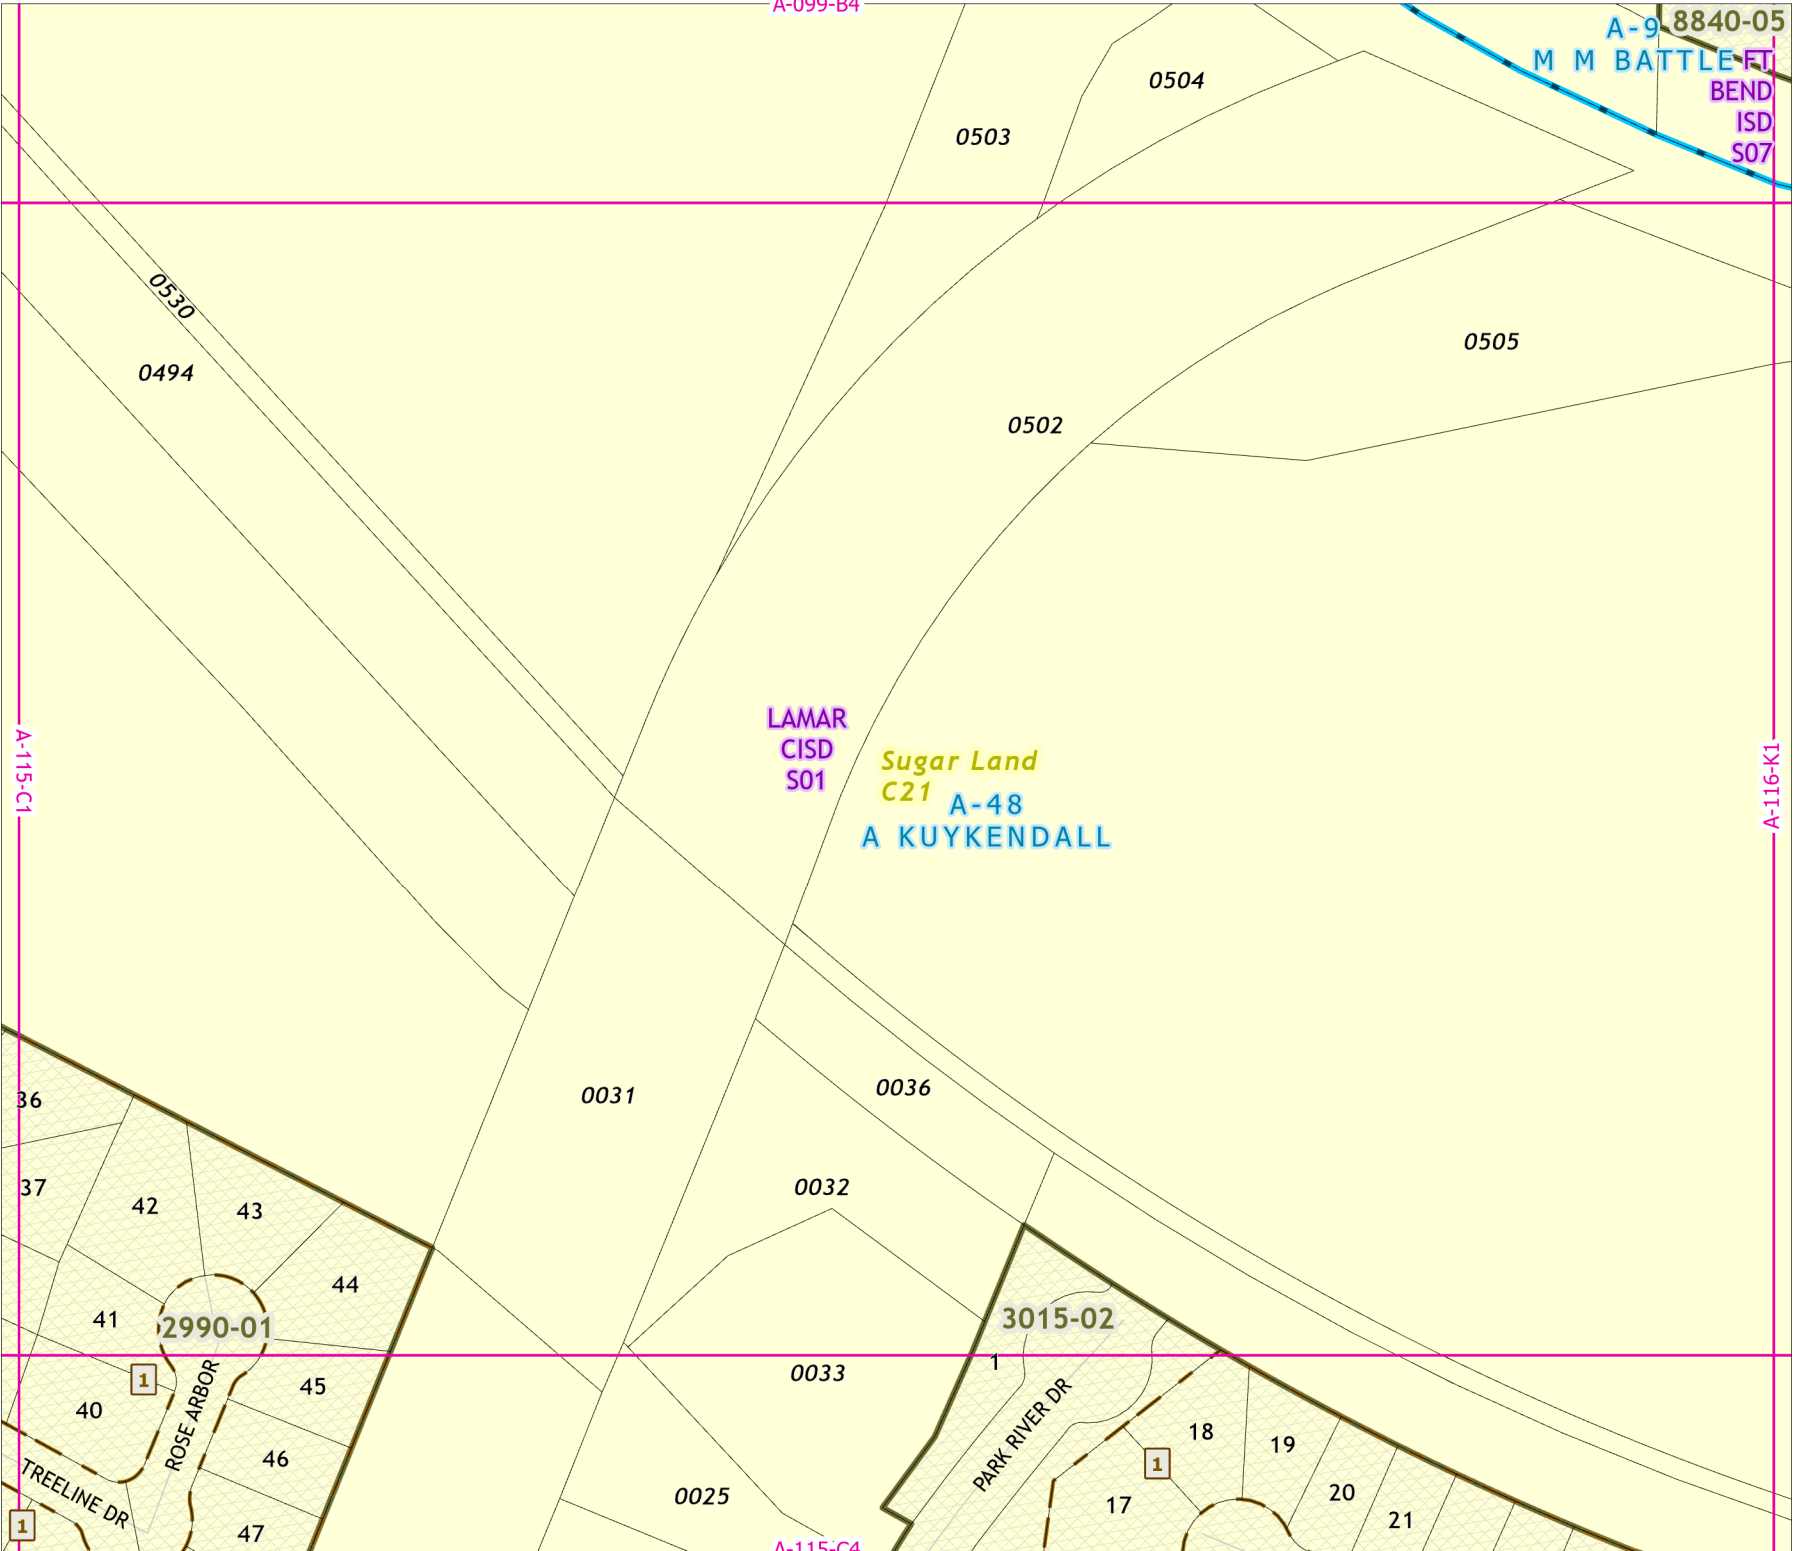 A-099-B4
8840-05
A-9
M M BATTLE
FT
BEND
ISD
S07
0504
0503
0530
0494
0505
0502
LAMAR
CISD
S01
Sugar Land
C21
A-48
A KUYKENDALL
A-115-C1
A-116-K1
0031
0036
0032
36
37
42
43
44
41
2990-01
3015-02
1
0033
1
45
40
ROSE ARBOR
PARK RIVER DR
18
19
46
1
20
0025
17
TREELINE DR
21
1
47
A-115-C4